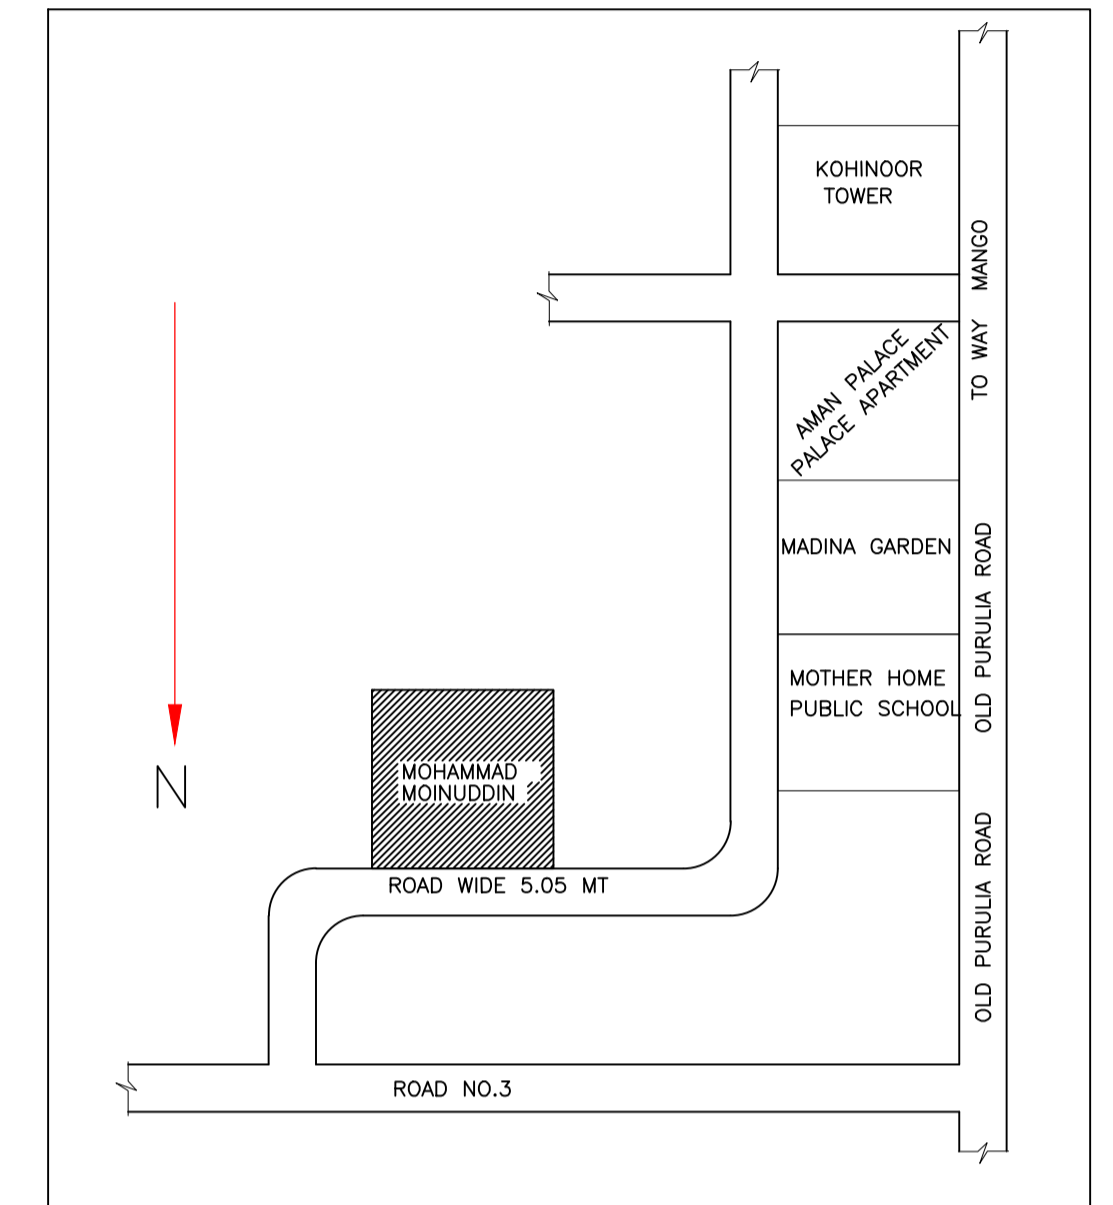 KOHINOOR
TOWER
TO WAY MANGO
AMAN PALACE
PALACE APARTMENT
MADINA GARDEN
OLD PURULIA ROAD
MOTHER HOME
PUBLIC SCHOOL
N
MOHAMMAD
MOINUDDIN
ROAD WIDE 5.05 MT
OLD PURULIA ROAD
ROAD NO.3